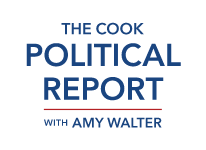 THE COOK
POLITICAL
REPORT
WITH AMY WALTER